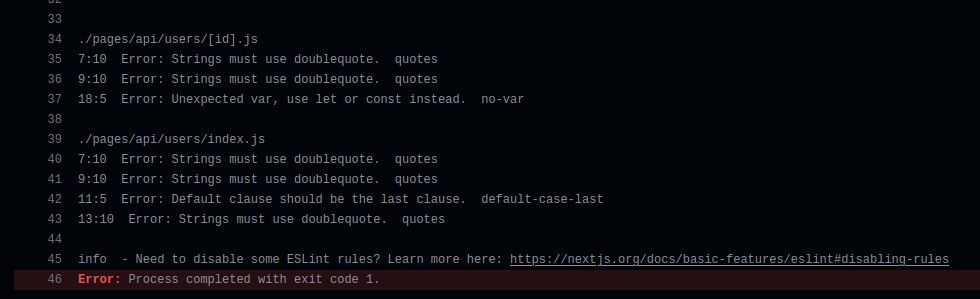 32
33
34 ./pages/api/users/[id].js
35 7:10  Error: Strings must use doublequote.  quotes
36 9:10  Error: Strings must use doublequote.  quotes
37 18:5  Error: Unexpected var, use let or const instead.  no-var
38
39 ./pages/api/users/index.js
40 7:10  Error: Strings must use doublequote.  quotes
41 9:10  Error: Strings must use doublequote.  quotes
42 11:5  Error: Default clause should be the last clause.  default-case-last
43 13:10  Error: Strings must use doublequote.  quotes
44
45 info  - Need to disable some ESLint rules? Learn more here: https://nextjs.org/docs/basic-features/eslint#disabling-rules
46 Error: Process completed with exit code 1.